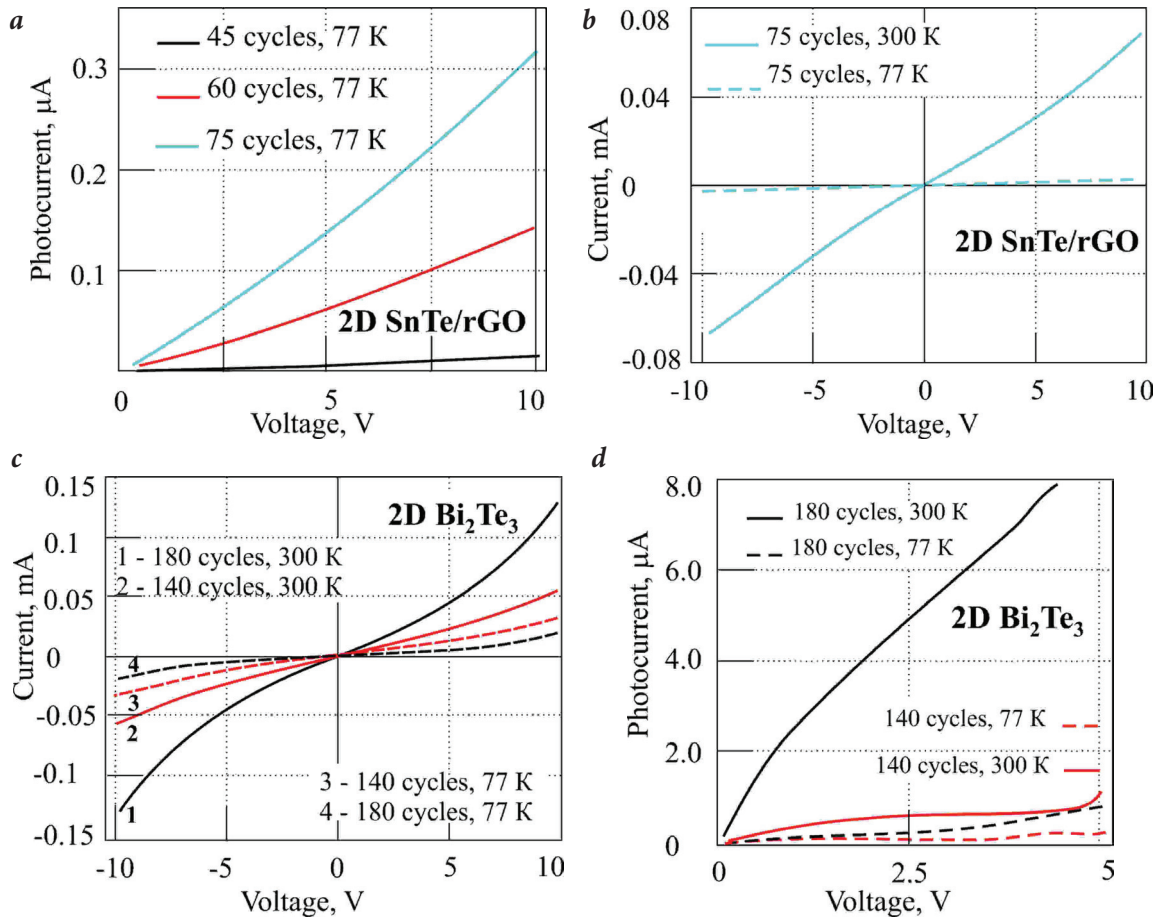 a
Photocurrent, μA
0.3
0.2
0.1
45 cycles, 77 K
60 cycles, 77 K
75 cycles, 77 K
2D SnTe/rGO
0
5
10
Voltage, V
b
Current, mA
0.08
0.04
0
-0.04
-0.08
75 cycles, 300 K
75 cycles, 77 K
2D SnTe/rGO
-10
-5
0
5
10
Voltage, V
c
Current, mA
0.15
0.1
0.05
0
-0.05
-0.1
-0.15
2D Bi₂Te₃
1 - 180 cycles, 300 K
2 - 140 cycles, 300 K
4
3
2
1
3 - 140 cycles, 77 K
4 - 180 cycles, 77 K
-10
-5
0
5
10
Voltage, V
d
Photocurrent, μA
8.0
6.0
4.0
2.0
0
180 cycles, 300 K
180 cycles, 77 K
2D Bi₂Te₃
140 cycles, 77 K
140 cycles, 300 K
0
2.5
5
Voltage, V